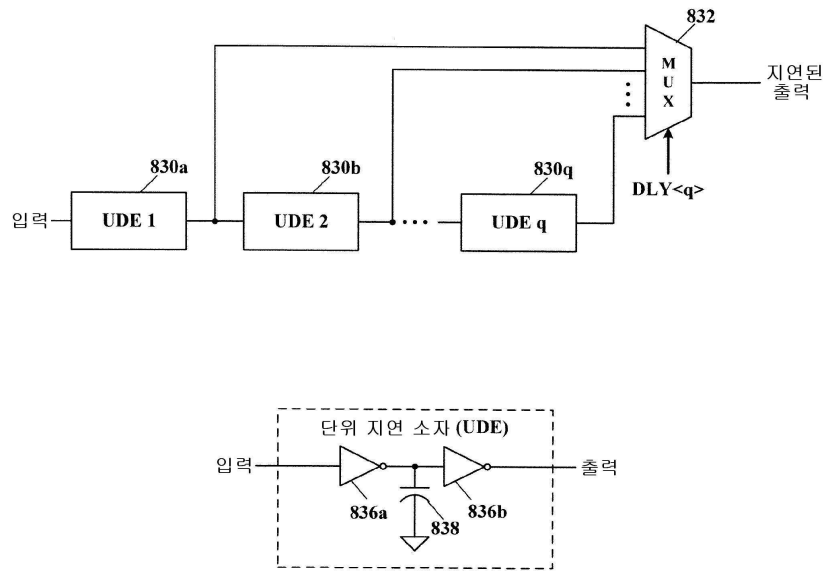 832
M
U
X
지연된
출력
830a
830b
830q
DLY<q>
입력
UDE 1
UDE 2
UDE q
단위 지연 소자 (UDE)
입력
출력
836a
838
836b